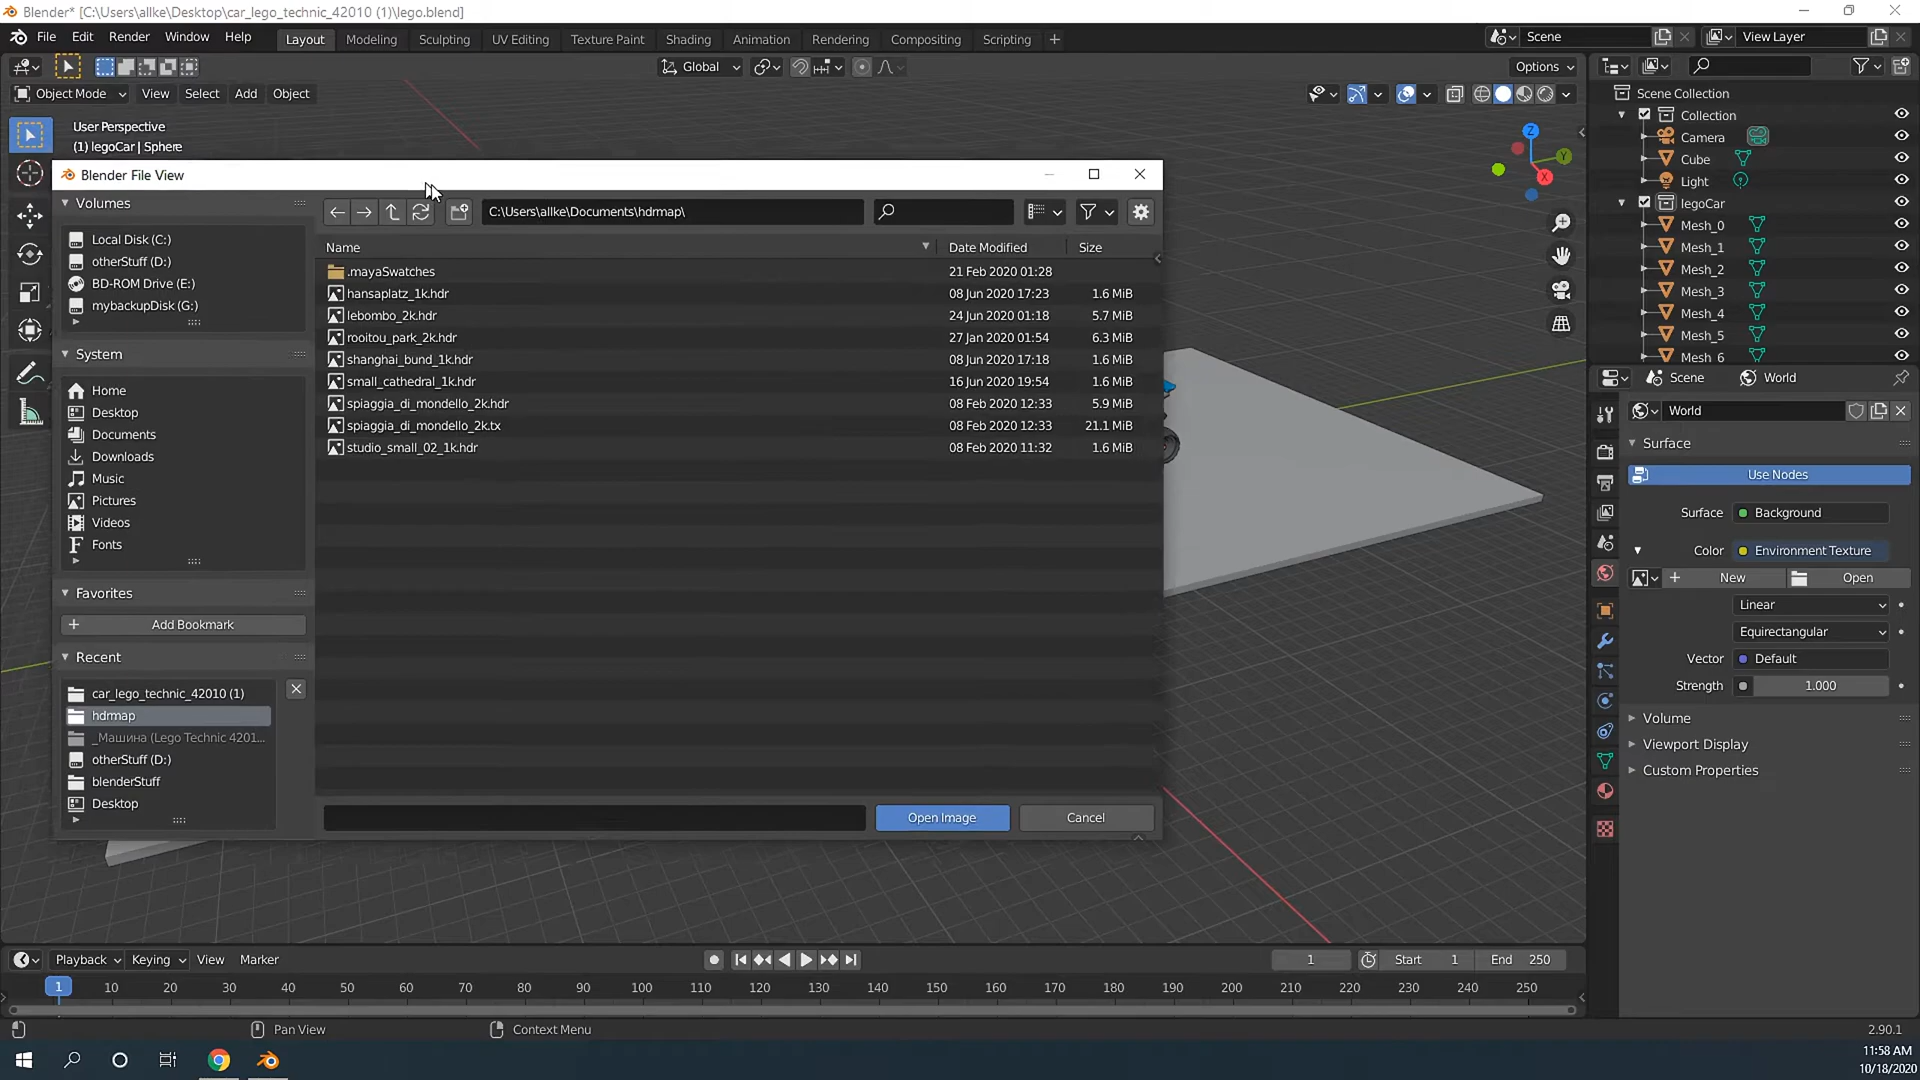 Blender* [C:\Users\allke\Desktop\car_lego_technic_42010 (1)\lego.blend]
File Edit Render Window Help Layout Modeling Sculpting UV Editing Texture Paint Shading Animation Rendering Compositing Scripting Scene View Layer
Global Options
Object Mode View Select Add Object
User Perspective
(1) legoCar | Sphere
Z
Y
X
Blender File View
Volumes
Local Disk (C:)
otherStuff (D:)
BD-ROM Drive (E:)
mybackupDisk (G:)
System
Home
Desktop
Documents
Downloads
Music
Pictures
Videos
Fonts
Favorites
Add Bookmark
Recent
car_lego_technic_42010 (1)
hdrmap
_Машина (Lego Technic 4201...
otherStuff (D:)
blenderStuff
Desktop
C:\Users\allke\Documents\hdrmap\
Name Date Modified Size
.mayaSwatches 21 Feb 2020 01:28
hansaplatz_1k.hdr 08 Jun 2020 17:23 1.6 MiB
lebombo_2k.hdr 24 Jun 2020 01:18 5.7 MiB
rooitou_park_2k.hdr 27 Jan 2020 01:54 6.3 MiB
shanghai_bund_1k.hdr 08 Jun 2020 17:18 1.6 MiB
small_cathedral_1k.hdr 16 Jun 2020 19:54 1.6 MiB
spiaggia_di_mondello_2k.hdr 08 Feb 2020 12:33 5.9 MiB
spiaggia_di_mondello_2k.tx 08 Feb 2020 12:33 21.1 MiB
studio_small_02_1k.hdr 08 Feb 2020 11:32 1.6 MiB
Open Image Cancel
Scene Collection
Collection
Camera
Cube
Light
legoCar
Mesh_0
Mesh_1
Mesh_2
Mesh_3
Mesh_4
Mesh_5
Mesh_6
Scene World
World
Surface
Use Nodes
Surface Background
Color Environment Texture
New Open
Linear
Equirectangular
Vector Default
Strength 1.000
Volume
Viewport Display
Custom Properties
Playback Keying View Marker 1 Start 1 End 250
1 10 20 30 40 50 60 70 80 90 100 110 120 130 140 150 160 170 180 190 200 210 220 230 240 250
Pan View Context Menu 2.90.1
11:58 AM
10/18/2020